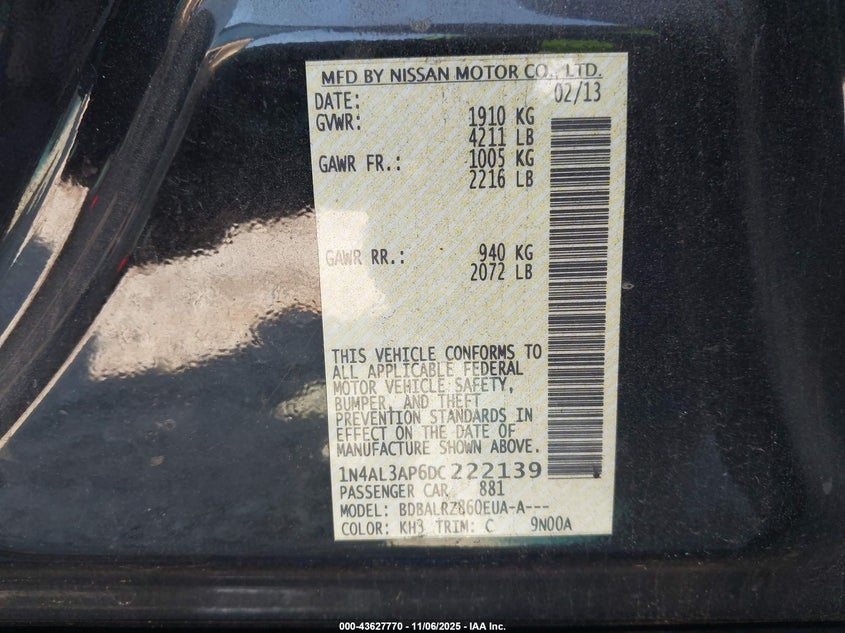 MFD BY NISSAN MOTOR CO., LTD.
DATE: 02/13
GVWR: 1910 KG
4211 LB
GAWR FR.: 1005 KG
2216 LB
GAWR RR.: 940 KG
2072 LB
THIS VEHICLE CONFORMS TO
ALL APPLICABLE FEDERAL
MOTOR VEHICLE SAFETY,
BUMPER, AND THEFT
PREVENTION STANDARDS IN
EFFECT ON THE DATE OF
MANUFACTURE SHOWN ABOVE.
1N4AL3AP6DC222139
PASSENGER CAR 881
MODEL: BDBALRZ860EUA-A---
COLOR: KH3 TRIM: C 9N00A
000-43627770 - 11/06/2025 - IAA Inc.